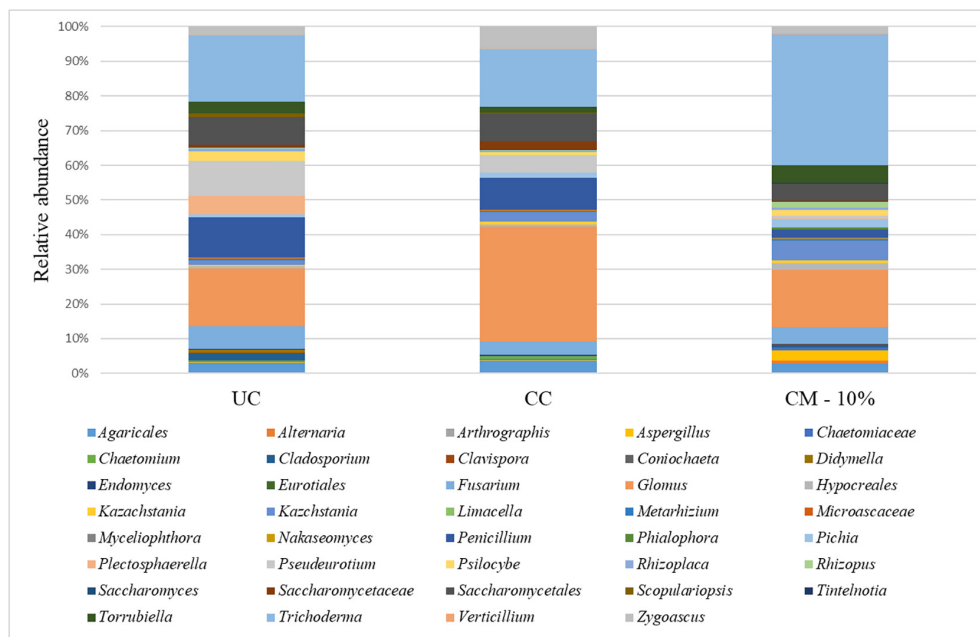 100%
90%
80%
70%
60%
50%
40%
30%
20%
10%
0%
Relative abundance
UC CC CM - 10%
Agaricales Alternaria Arthrographis Aspergillus Chaetomiaceae
Chaetomium Cladosporium Clavispora Coniochaeta Didymella
Endomyces Eurotiales Fusarium Glomus Hypocreales
Kazachstania Kazchstania Limacella Metarhizium Microascaceae
Myceliophthora Nakaseomyces Penicillium Phialophora Pichia
Plectosphaerella Pseudeurotium Psilocybe Rhizoplaca Rhizopus
Saccharomyces Saccharomycetaceae Saccharomycetales Scopulariopsis Tintelnotia
Torrubiella Trichoderma Verticillium Zygoascus